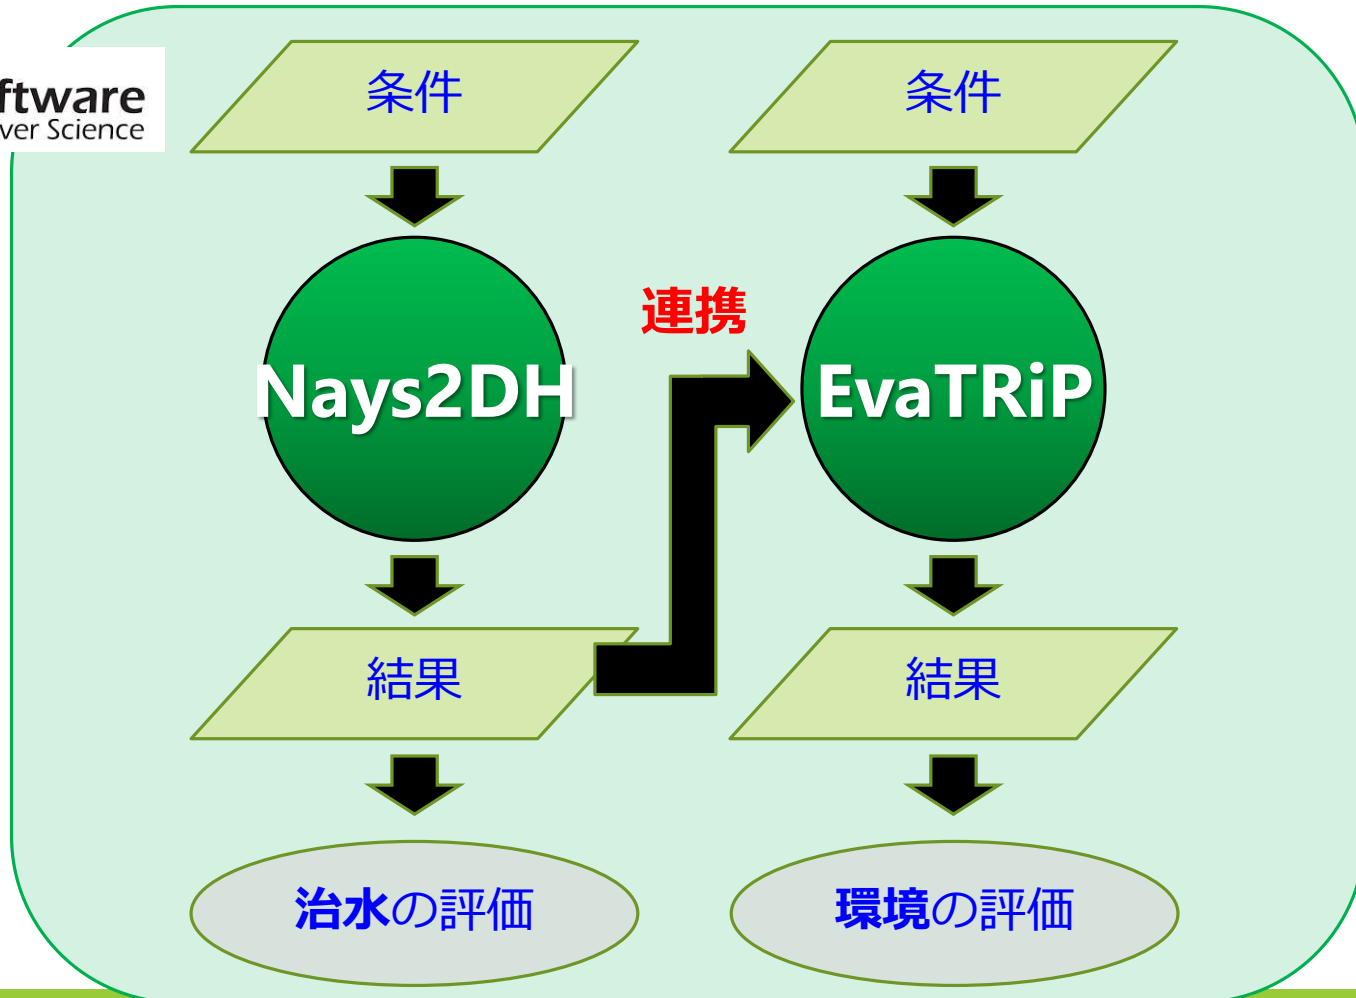 ftware
ver Science
条件
条件
連携
Nays2DH
EvaTRiP
結果
結果
治水の評価
環境の評価